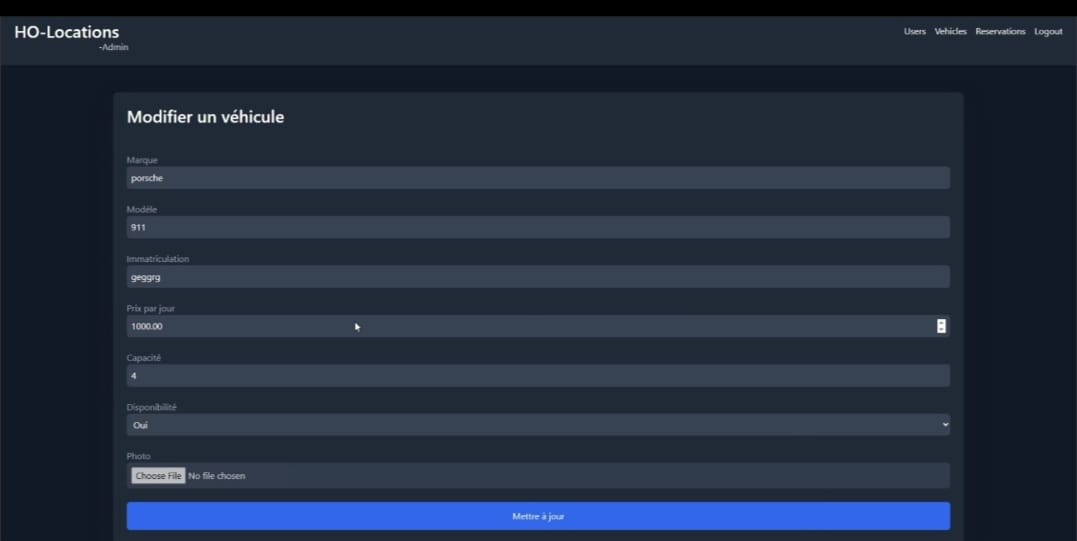 HO-Locations
-Admin
Users Vehicles Reservations Logout
Modifier un véhicule
Marque
porsche
Modèle
911
Immatriculation
geggrg
Prix par jour
1000.00
Capacité
4
Disponibilité
Oui
Photo
Choose File No file chosen
Mettre à jour